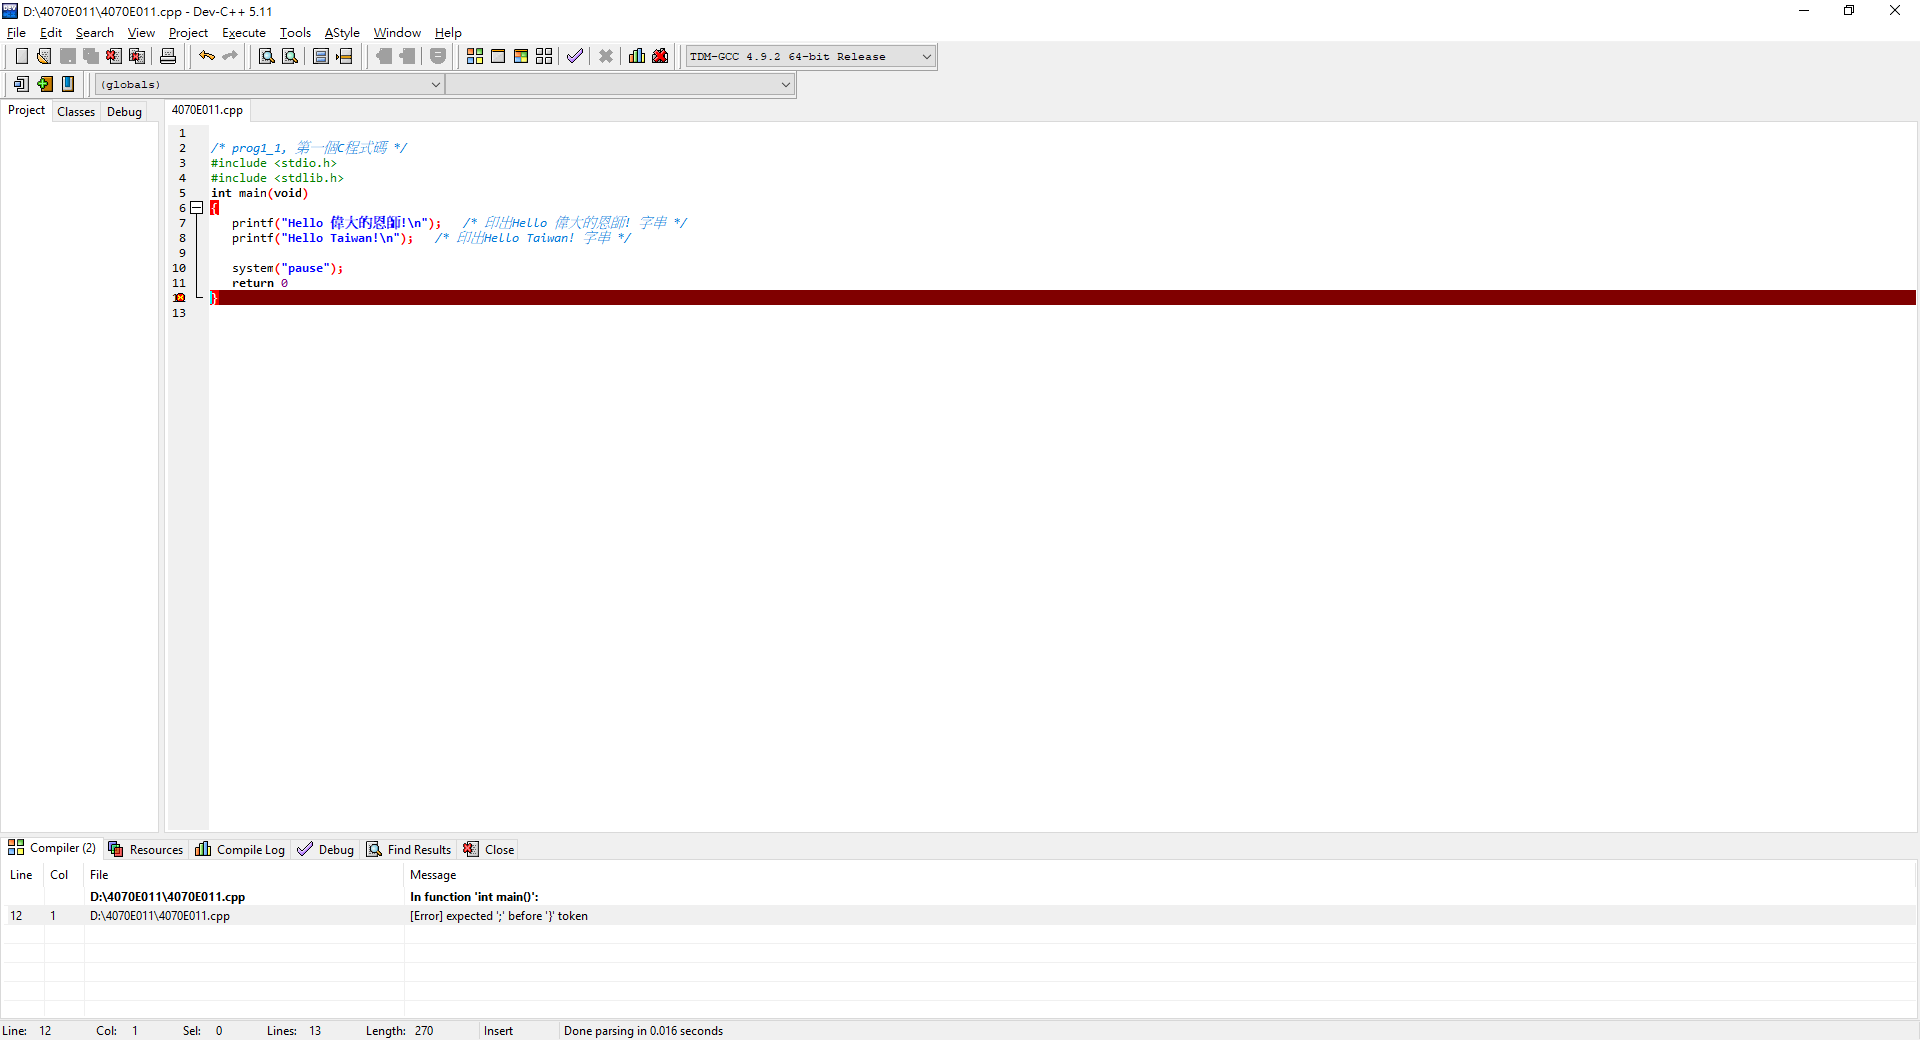 D:\4070E011\4070E011.cpp - Dev-C++ 5.11
File Edit Search View Project Execute Tools AStyle Window Help
TDM-GCC 4.9.2 64-bit Release
(globals)
Project Classes Debug 4070E011.cpp
1
2 /* prog1_1, 第一個C程式碼 */
3 #include <stdio.h>
4 #include <stdlib.h>
5 int main(void)
6 {
7 printf("Hello 偉大的恩師!\n"); /* 印出Hello 偉大的恩師! 字串 */
8 printf("Hello Taiwan!\n"); /* 印出Hello Taiwan! 字串 */
9
10 system("pause");
11 return 0
12 }
13
Compiler (2) Resources Compile Log Debug Find Results Close
Line Col File Message
D:\4070E011\4070E011.cpp In function 'int main()':
12 1 D:\4070E011\4070E011.cpp [Error] expected ';' before '}' token
Line: 12 Col: 1 Sel: 0 Lines: 13 Length: 270 Insert Done parsing in 0.016 seconds